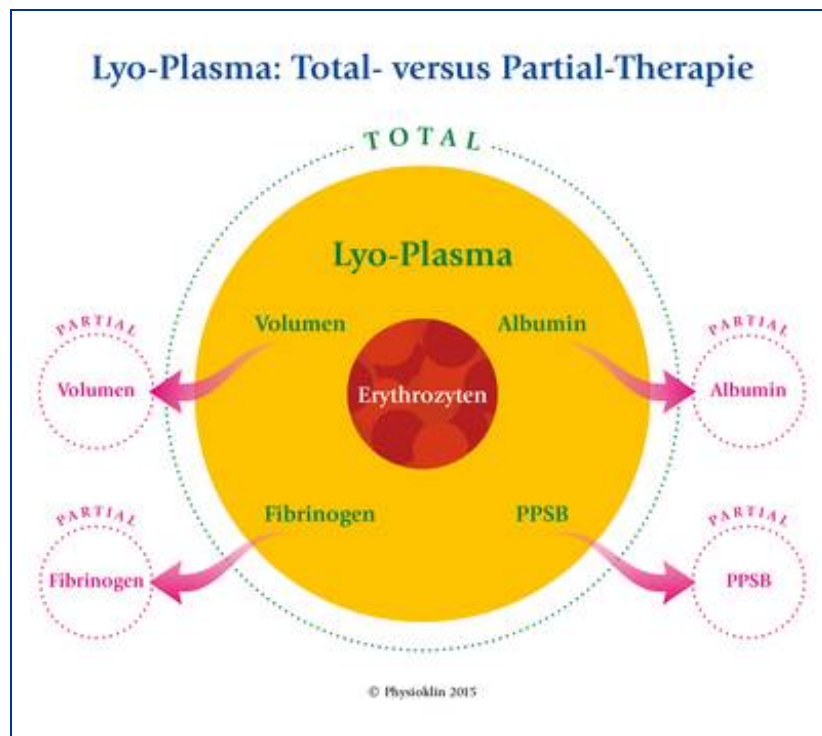 Lyo-Plasma: Total- versus Partial-Therapie
TOTAL
Lyo-Plasma
Volumen
Albumin
Erythrozyten
Fibrinogen
PPSB
PARTIAL
Volumen
PARTIAL
Albumin
PARTIAL
Fibrinogen
PARTIAL
PPSB
© Physioklin 2015